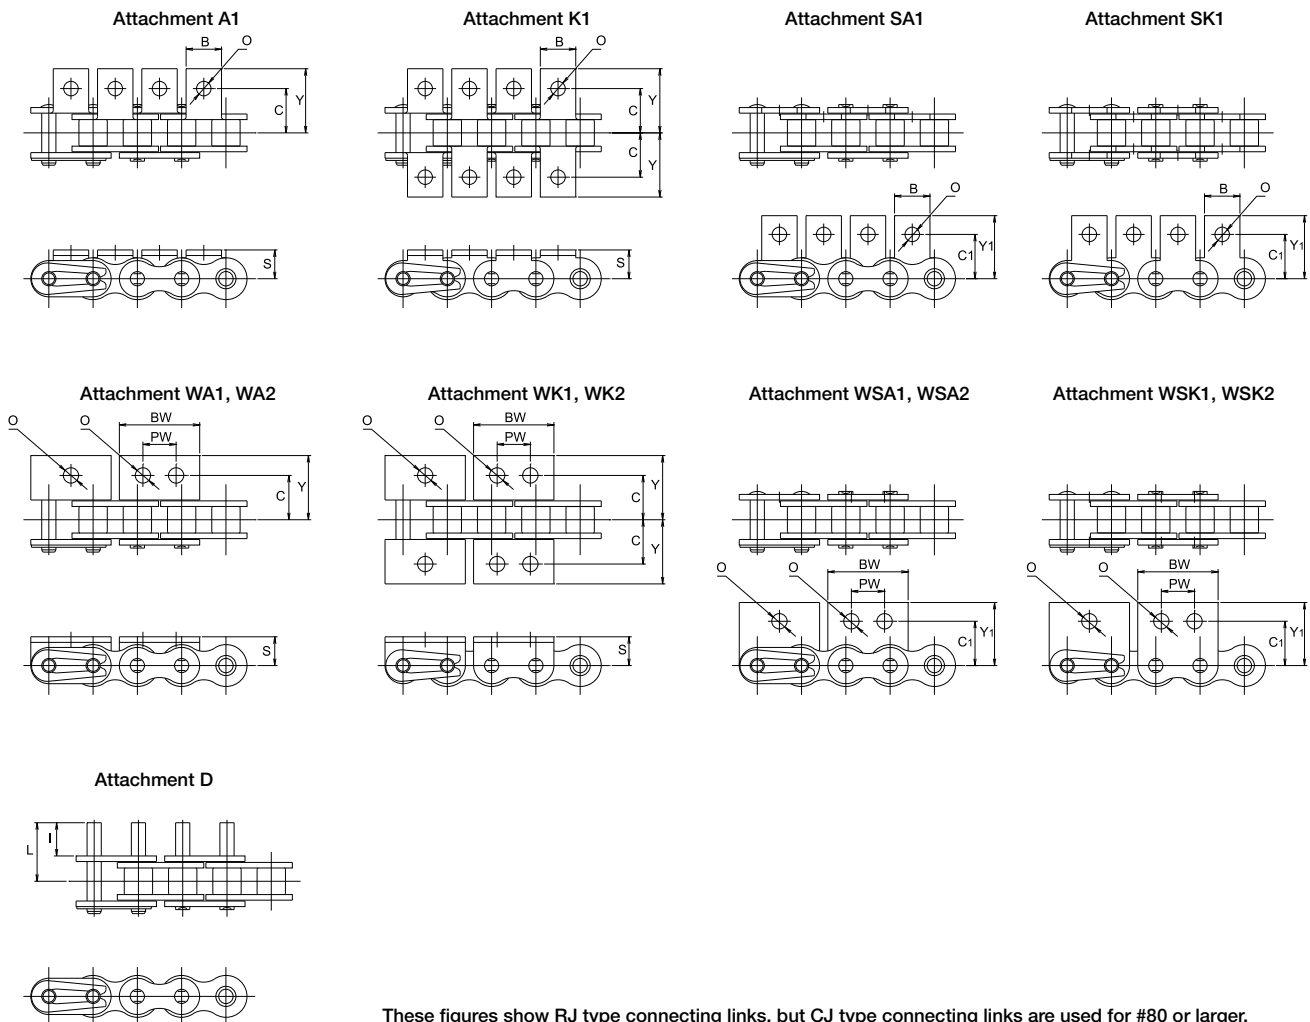 Attachment A1
B
O
C
Y
S
Attachment K1
B
O
C
Y
C
Y
S
Attachment SA1
B
O
C1
Y1
Attachment SK1
B
O
C1
Y1
Attachment WA1, WA2
O
O
BW
PW
C
Y
S
Attachment WK1, WK2
O
O
BW
PW
C
Y
C
Y
S
Attachment WSA1, WSA2
O
O
BW
PW
C1
Y1
Attachment WSK1, WSK2
O
O
BW
PW
C1
Y1
Attachment D
L
I
These figures show RJ type connecting links, but CJ type connecting links are used for #80 or larger.